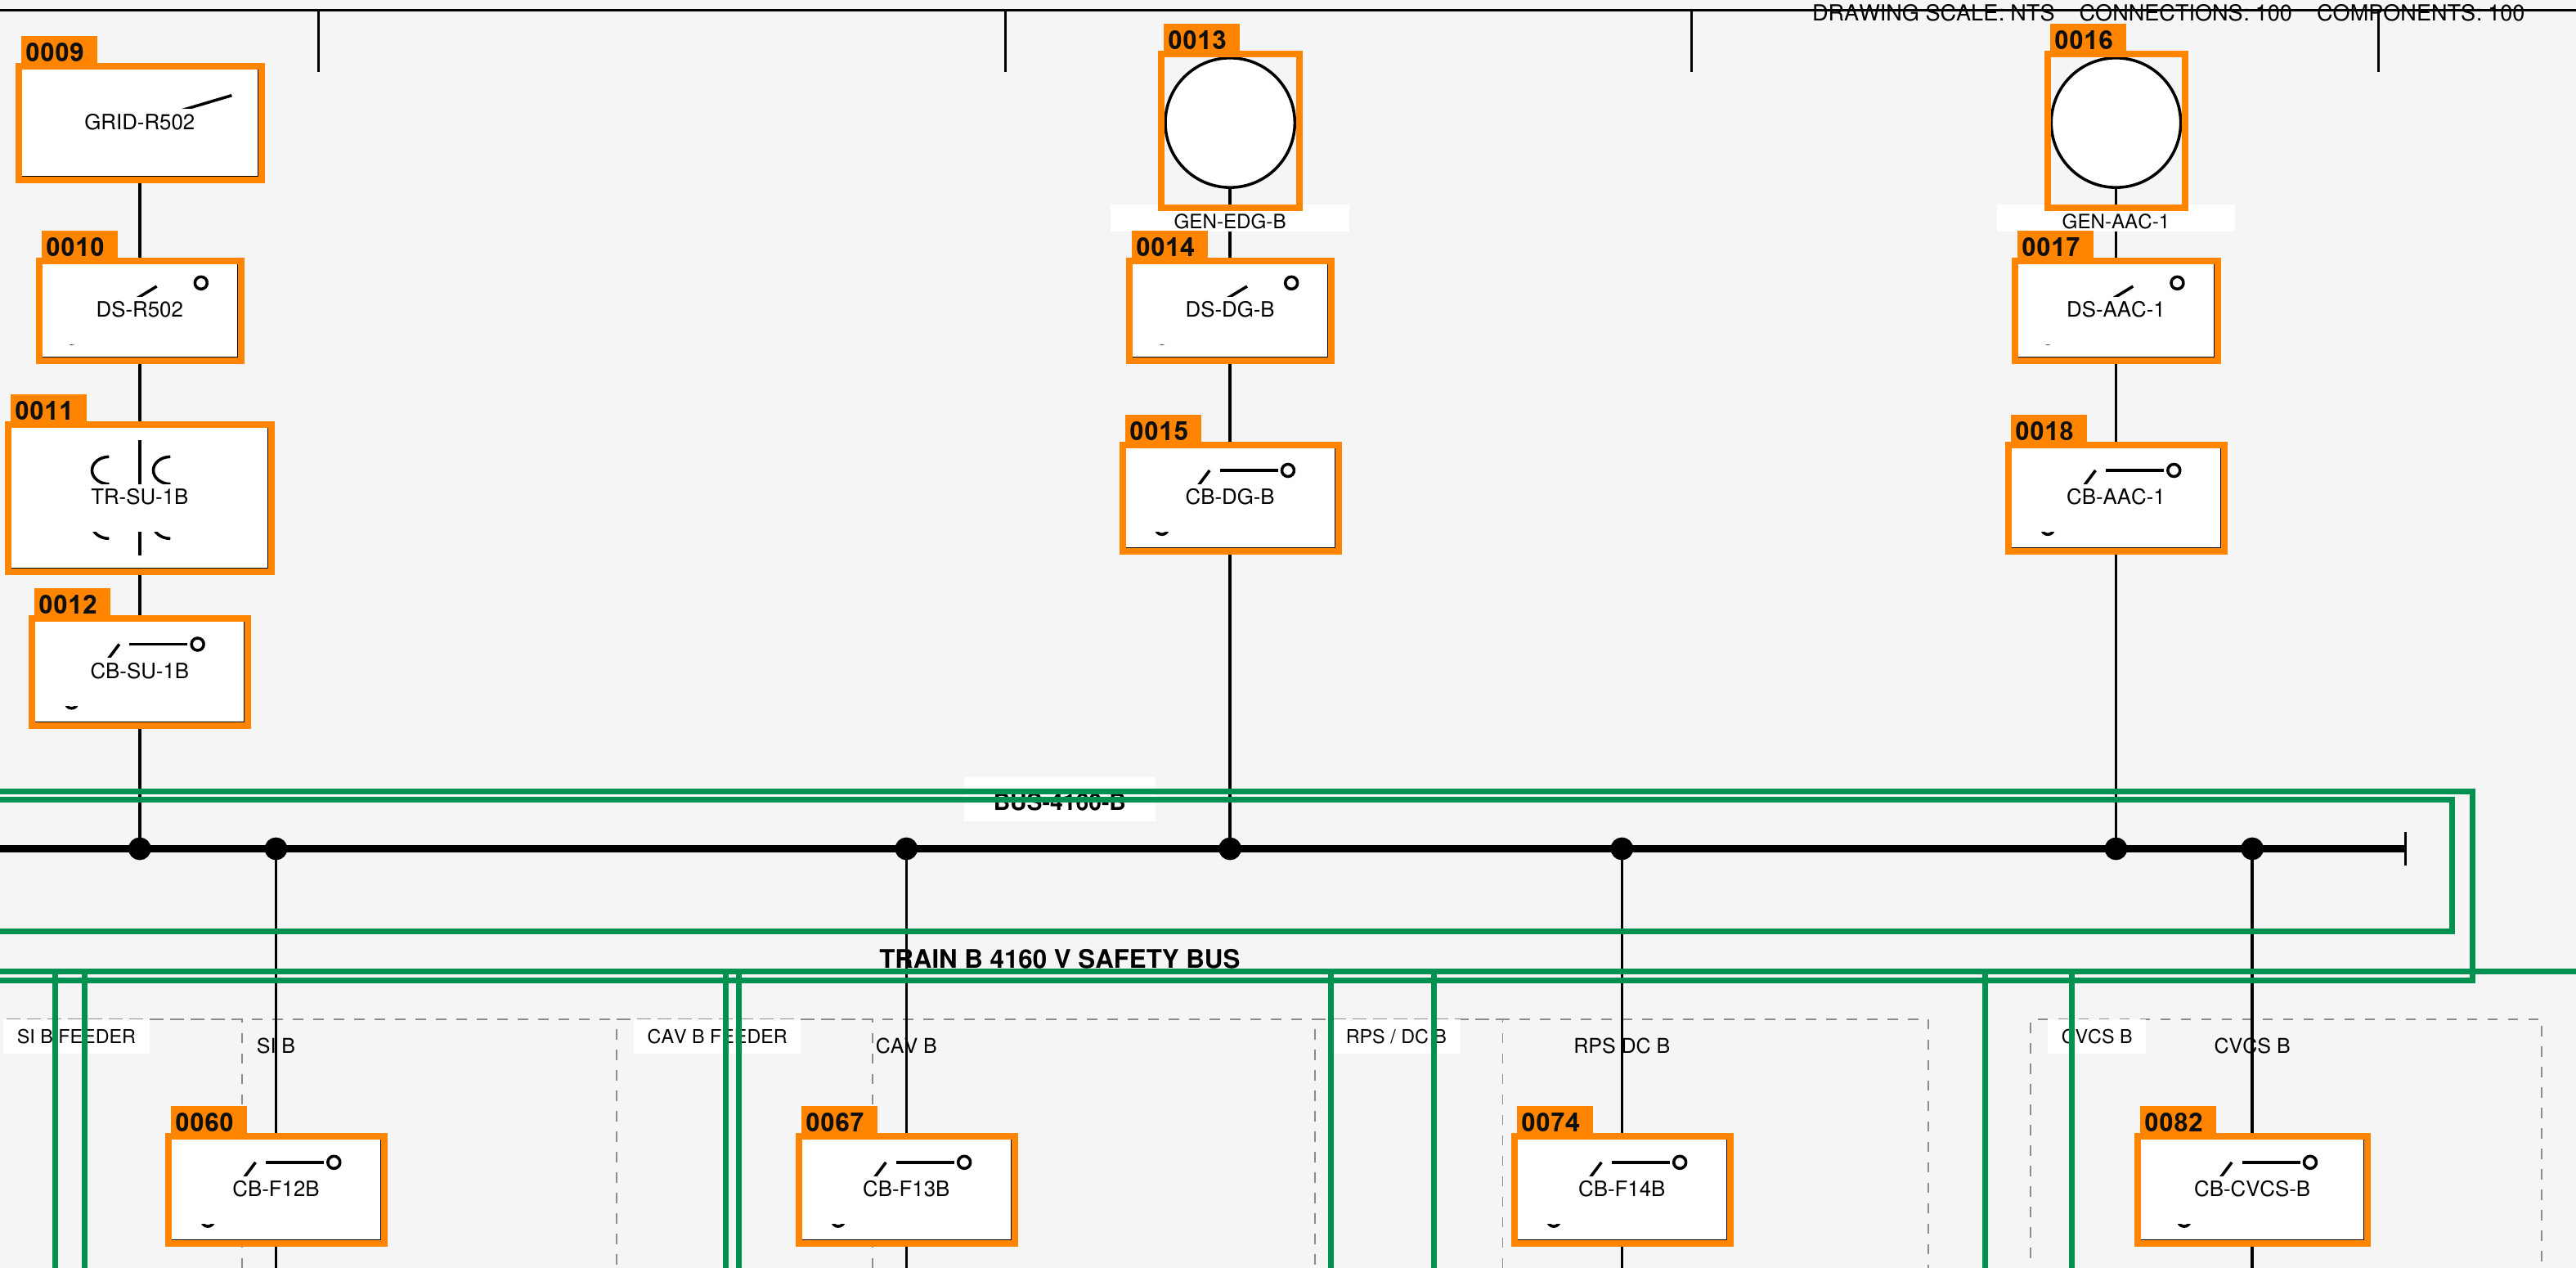 DRAWING SCALE: NTS CONNECTIONS: 100 COMPONENTS: 100
0009
GRID-R502
0013
GEN-EDG-B
0016
GEN-AAC-1
0010
DS-R502
0014
DS-DG-B
0017
DS-AAC-1
0011
TR-SU-1B
0015
CB-DG-B
0018
CB-AAC-1
0012
CB-SU-1B
BUS-4160-B
TRAIN B 4160 V SAFETY BUS
SI B FEEDER
SI B
CAV B FEEDER
CAV B
RPS / DC B
RPS DC B
CVCS B
CVCS B
0060
CB-F12B
0067
CB-F13B
0074
CB-F14B
0082
CB-CVCS-B